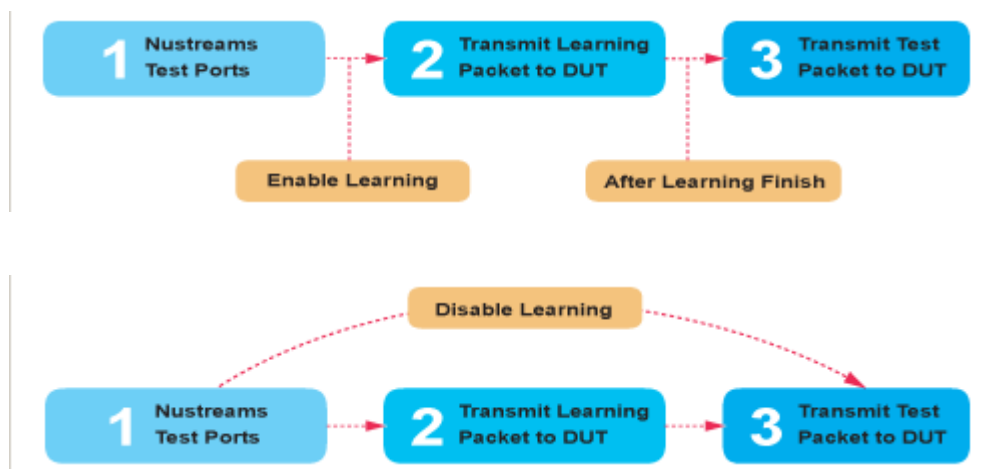 1 Nustreams
Test Ports
2 Transmit Learning
Packet to DUT
3 Transmit Test
Packet to DUT
Enable Learning
After Learning Finish
Disable Learning
1 Nustreams
Test Ports
2 Transmit Learning
Packet to DUT
3 Transmit Test
Packet to DUT